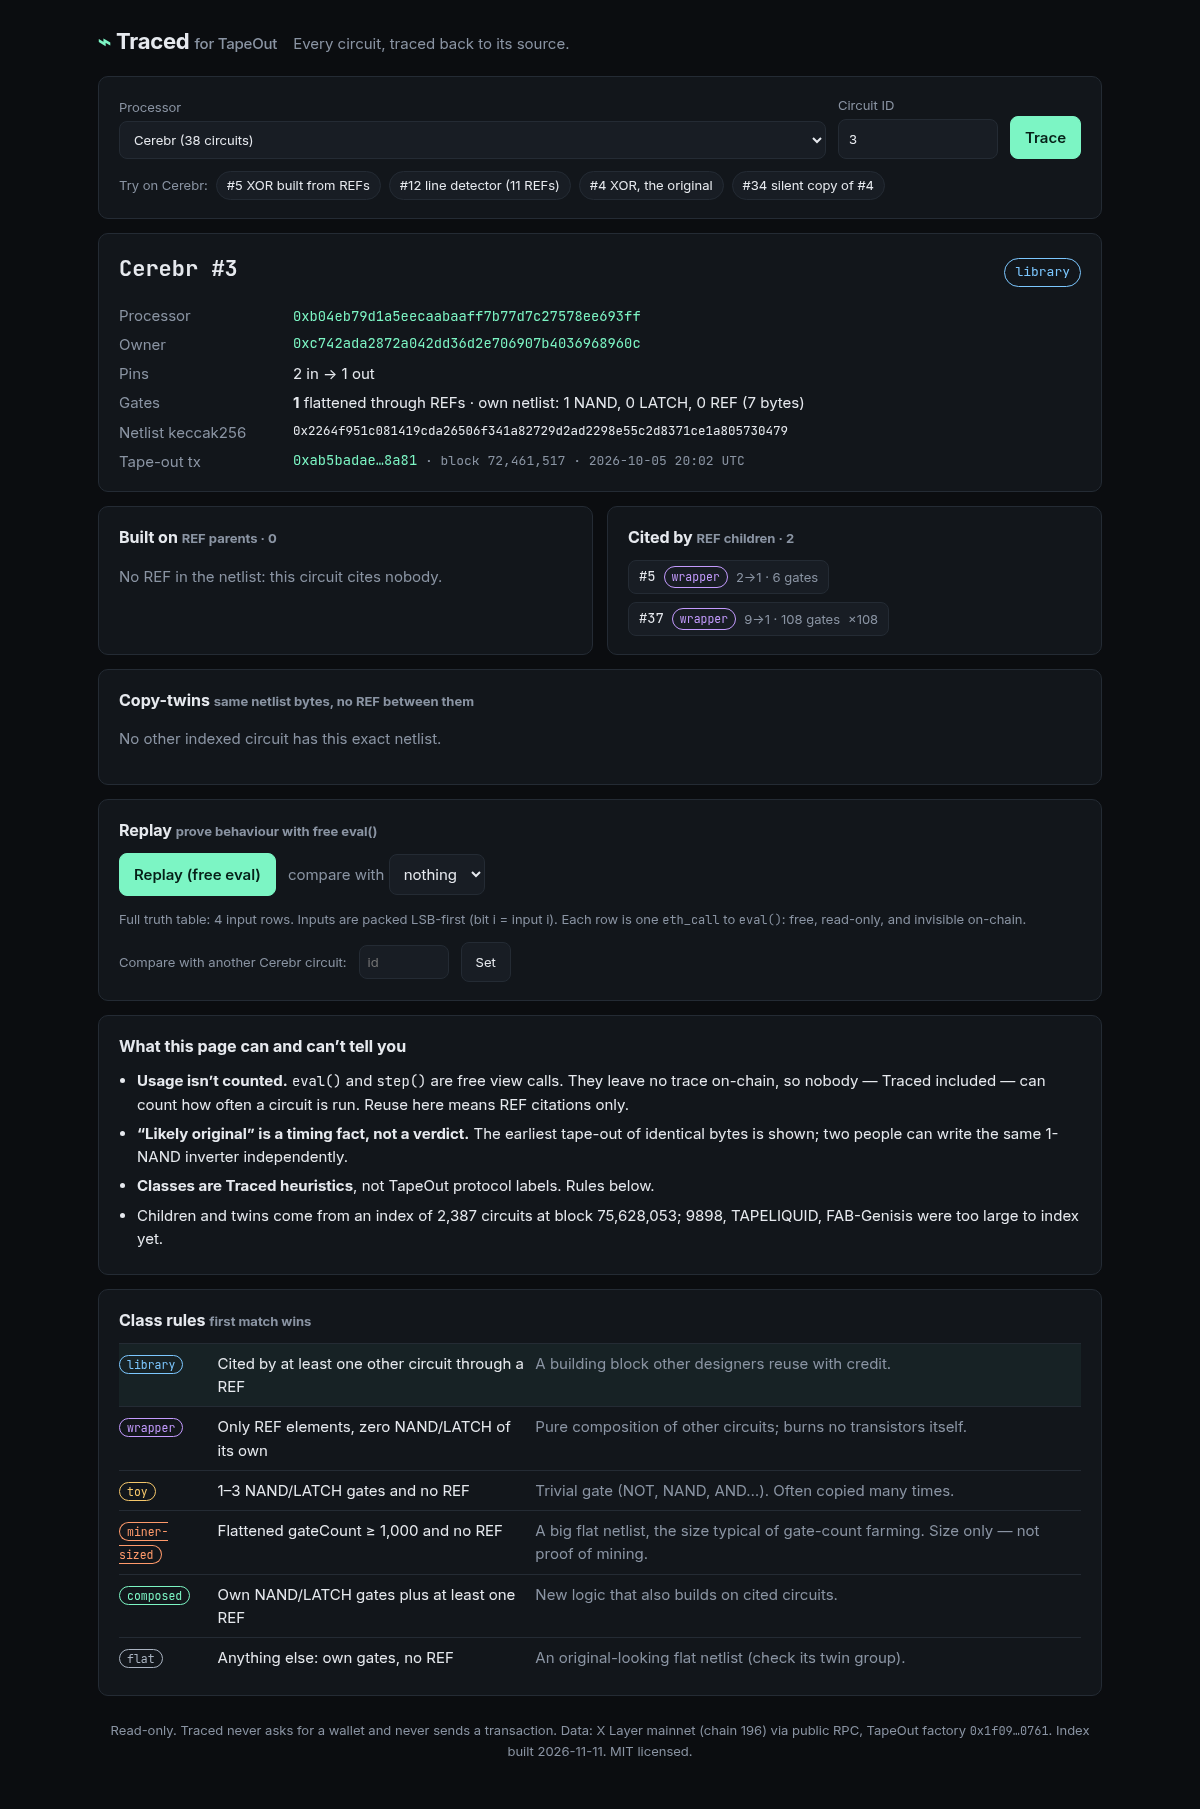 ⌁ Traced for TapeOut Every circuit, traced back to its source.
Processor
Circuit ID
Cerebr (38 circuits)
3
Trace
Try on Cerebr: #5 XOR built from REFs #12 line detector (11 REFs) #4 XOR, the original #34 silent copy of #4
Cerebr #3
library
Processor 0xb04eb79d1a5eecaabaaff7b77d7c27578ee693ff
Owner 0xc742ada2872a042dd36d2e706907b4036968960c
Pins 2 in → 1 out
Gates 1 flattened through REFs · own netlist: 1 NAND, 0 LATCH, 0 REF (7 bytes)
Netlist keccak256 0x2264f951c081419cda26506f341a82729d2ad2298e55c2d8371ce1a805730479
Tape-out tx 0xab5badae…8a81 · block 72,461,517 · 2026-10-05 20:02 UTC
Built on REF parents · 0
No REF in the netlist: this circuit cites nobody.
Cited by REF children · 2
#5 wrapper 2→1 · 6 gates
#37 wrapper 9→1 · 108 gates ×108
Copy-twins same netlist bytes, no REF between them
No other indexed circuit has this exact netlist.
Replay prove behaviour with free eval()
Replay (free eval) compare with nothing
Full truth table: 4 input rows. Inputs are packed LSB-first (bit i = input i). Each row is one eth_call to eval(): free, read-only, and invisible on-chain.
Compare with another Cerebr circuit: id Set
What this page can and can’t tell you
• Usage isn’t counted. eval() and step() are free view calls. They leave no trace on-chain, so nobody — Traced included — can
count how often a circuit is run. Reuse here means REF citations only.
• “Likely original” is a timing fact, not a verdict. The earliest tape-out of identical bytes is shown; two people can write the same 1-
NAND inverter independently.
• Classes are Traced heuristics, not TapeOut protocol labels. Rules below.
• Children and twins come from an index of 2,387 circuits at block 75,628,053; 9898, TAPELIQUID, FAB-Genisis were too large to index
yet.
Class rules first match wins
library Cited by at least one other circuit through a A building block other designers reuse with credit.
REF
wrapper Only REF elements, zero NAND/LATCH of Pure composition of other circuits; burns no transistors itself.
its own
toy 1–3 NAND/LATCH gates and no REF Trivial gate (NOT, NAND, AND…). Often copied many times.
miner- Flattened gateCount ≥ 1,000 and no REF A big flat netlist, the size typical of gate-count farming. Size only — not
sized proof of mining.
composed Own NAND/LATCH gates plus at least one New logic that also builds on cited circuits.
REF
flat Anything else: own gates, no REF An original-looking flat netlist (check its twin group).
Read-only. Traced never asks for a wallet and never sends a transaction. Data: X Layer mainnet (chain 196) via public RPC, TapeOut factory 0x1f09…0761. Index
built 2026-11-11. MIT licensed.